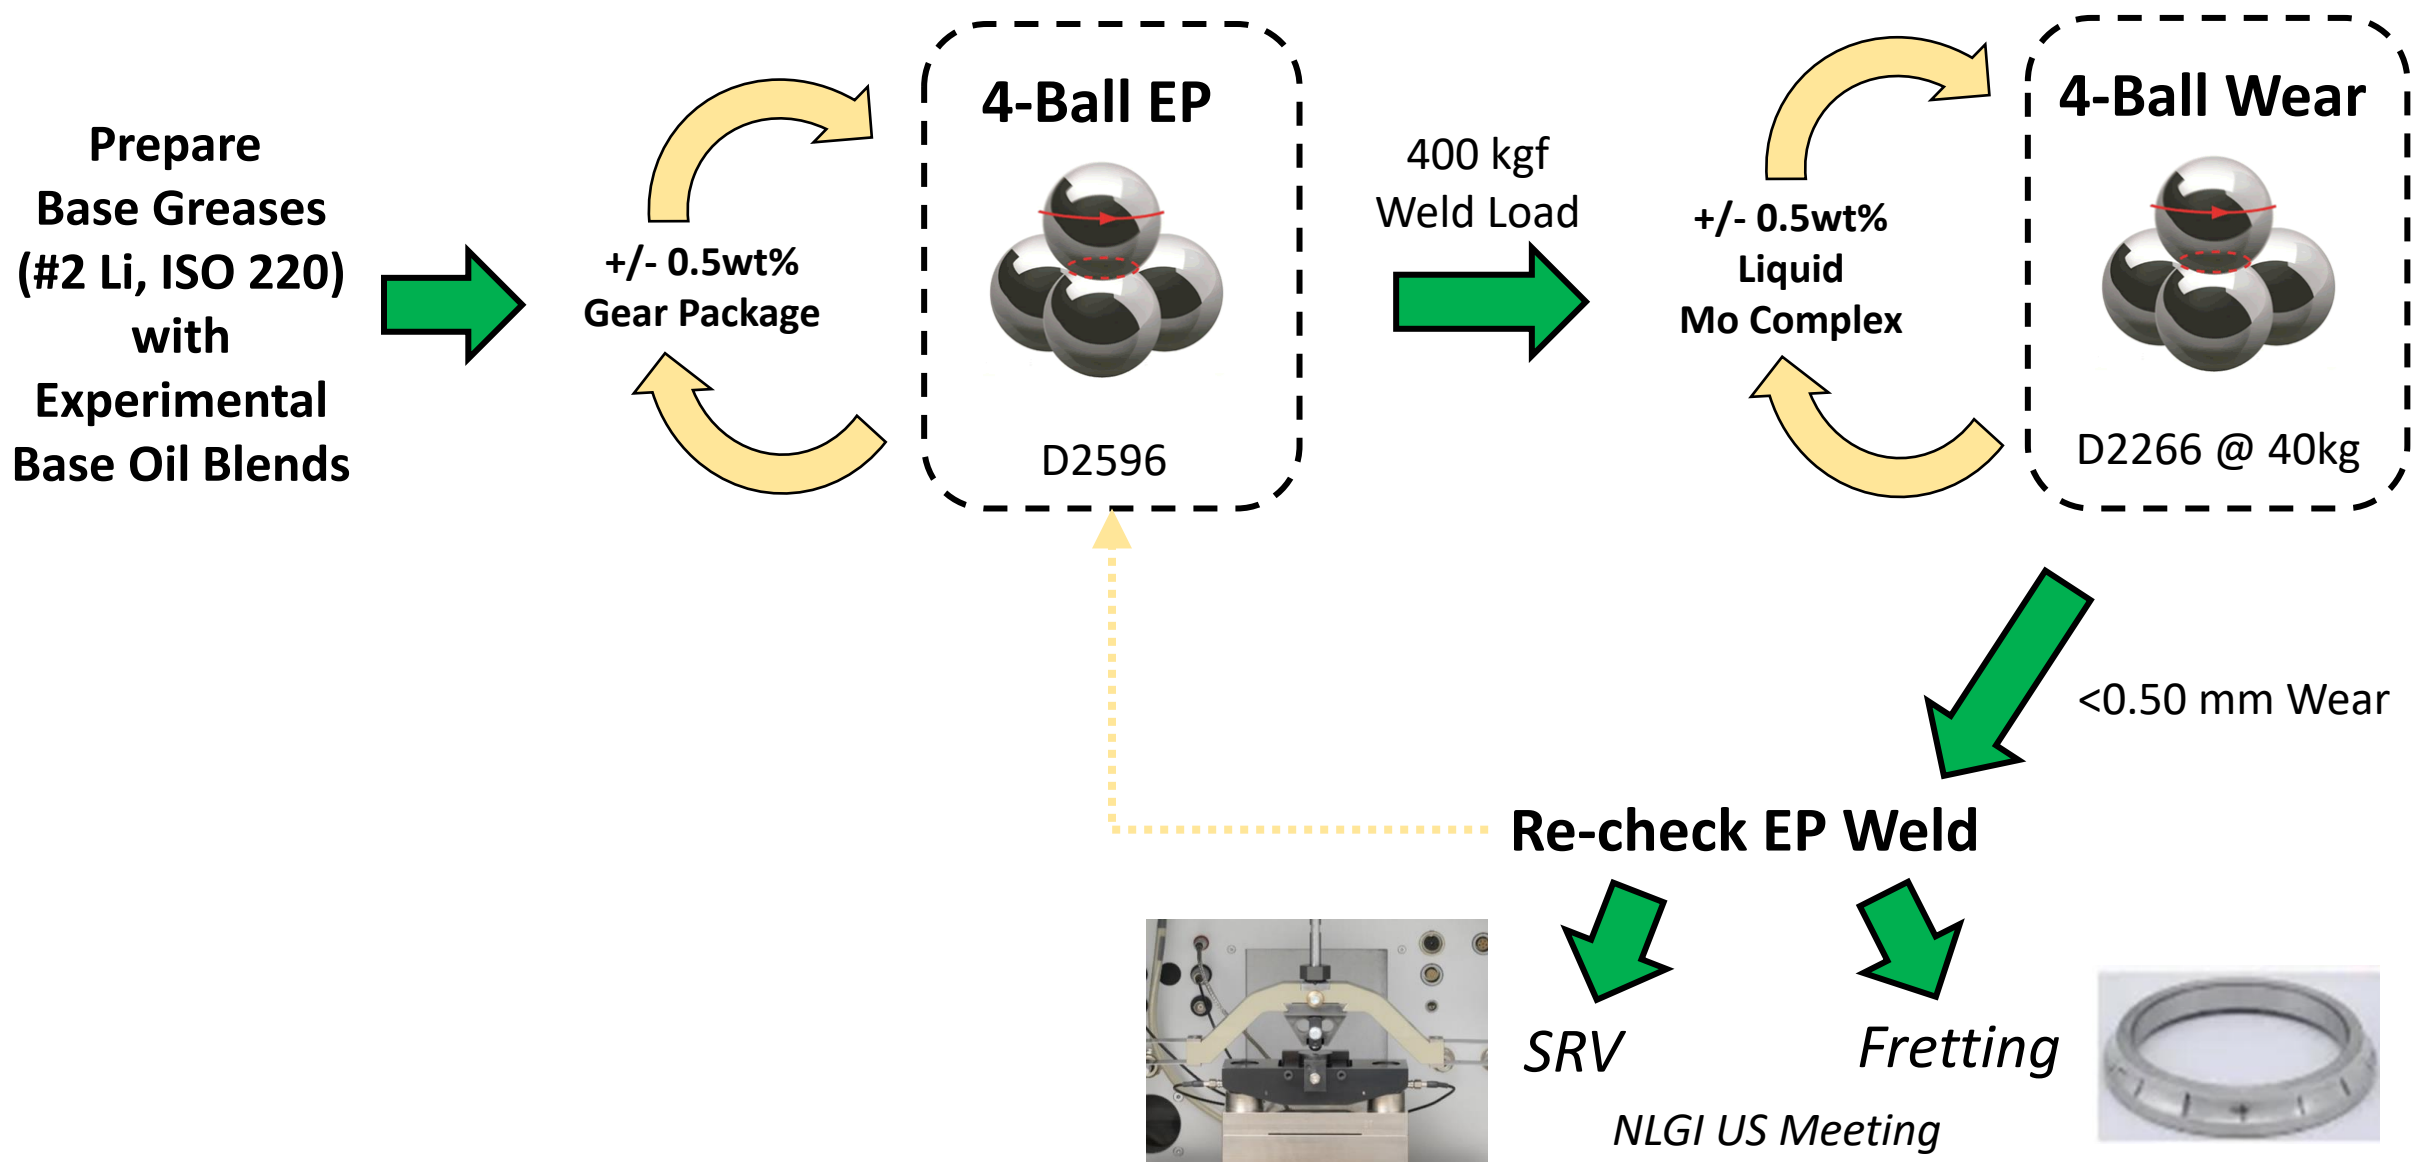 Prepare
Base Greases
(#2 Li, ISO 220)
with
Experimental
Base Oil Blends
+/- 0.5wt%
Gear Package
4-Ball EP
D2596
400 kgf
Weld Load
+/- 0.5wt%
Liquid
Mo Complex
4-Ball Wear
D2266 @ 40kg
<0.50 mm Wear
Re-check EP Weld
SRV
Fretting
NLGI US Meeting